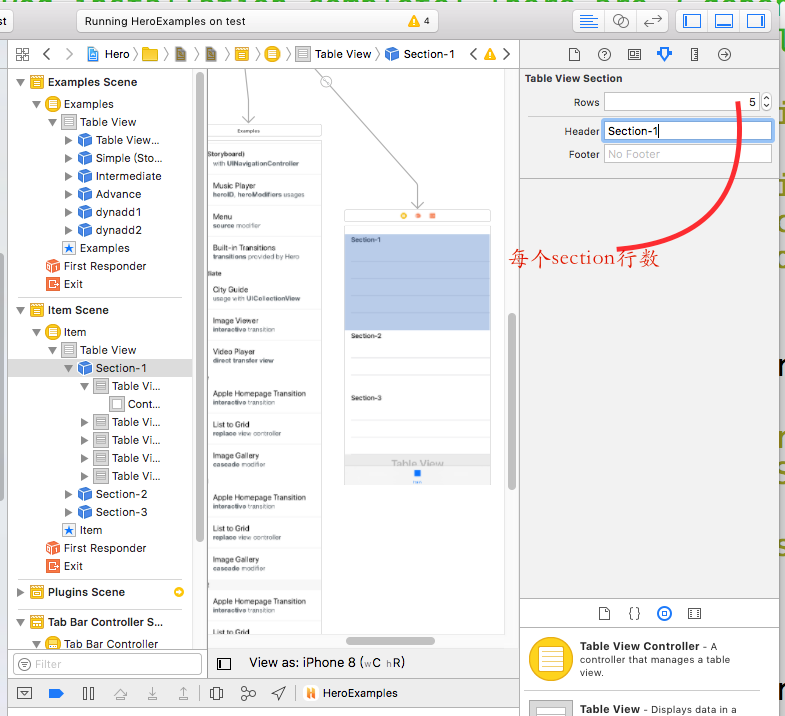 st
Running HeroExamples on test
4
Hero
Table View
Section-1
Examples Scene
Examples
Table View
Table View...
Simple (Sto...
Intermediate
Advance
dynadd1
dynadd2
Examples
First Responder
Exit
Item Scene
Item
Table View
Section-1
Table Vi...
Cont...
Table Vi...
Table Vi...
Table Vi...
Table Vi...
Section-2
Section-3
Item
First Responder
Exit
Plugins Scene
Tab Bar Controller S...
Tab Bar Controller
Filter
Examples
Storyboard)
with UINavigationController
Music Player
heroID, heroModifiers usages
Menu
source modifier
Built-in Transitions
transitions provided by Hero
diate
City Guide
usage with UICollectionView
Image Viewer
interactive transition
Video Player
direct transfer view
Apple Homepage Transition
interactive transition
List to Grid
replace view controller
Image Gallery
cascade modifier
Apple Homepage Transition
interactive transition
List to Grid
replace view controller
Image Gallery
cascade modifier
Apple Homepage Transition
interactive transition
List to Grid
Section-1
Section-2
Section-3
Table View
View as: iPhone 8 (wC hR)
HeroExamples
Table View Section
Rows 5
Header Section-1
Footer No Footer
每个section行数
{}
Table View Controller - A
controller that manages a table
view.
Table View - Displays data in a